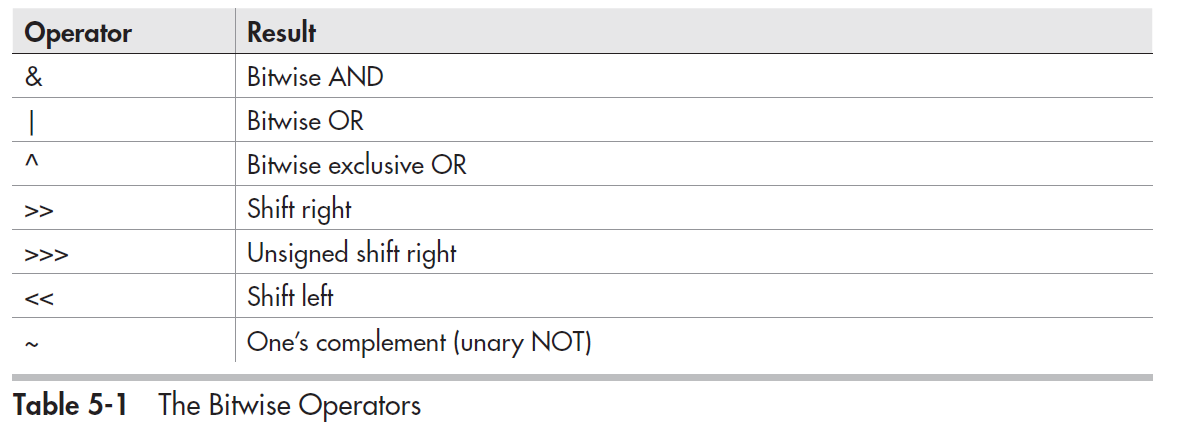 Operator Result
& Bitwise AND
| Bitwise OR
^ Bitwise exclusive OR
>> Shift right
>>> Unsigned shift right
<< Shift left
~ One’s complement (unary NOT)
Table 5-1 The Bitwise Operators